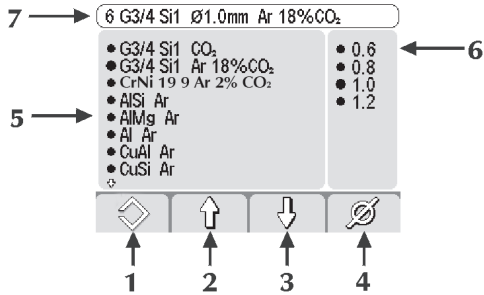 7
6 G3/4 Si1 Ø1.0mm Ar 18%CO₂
G3/4 Si1 CO₂
G3/4 Si1 Ar 18%CO₂
CrNi 19 9 Ar 2% CO₂
AlSi Ar
AlMg Ar
Al Ar
CuAl Ar
CuSi Ar
0.6
0.8
1.0
1.2
6
5
1
2
3
4